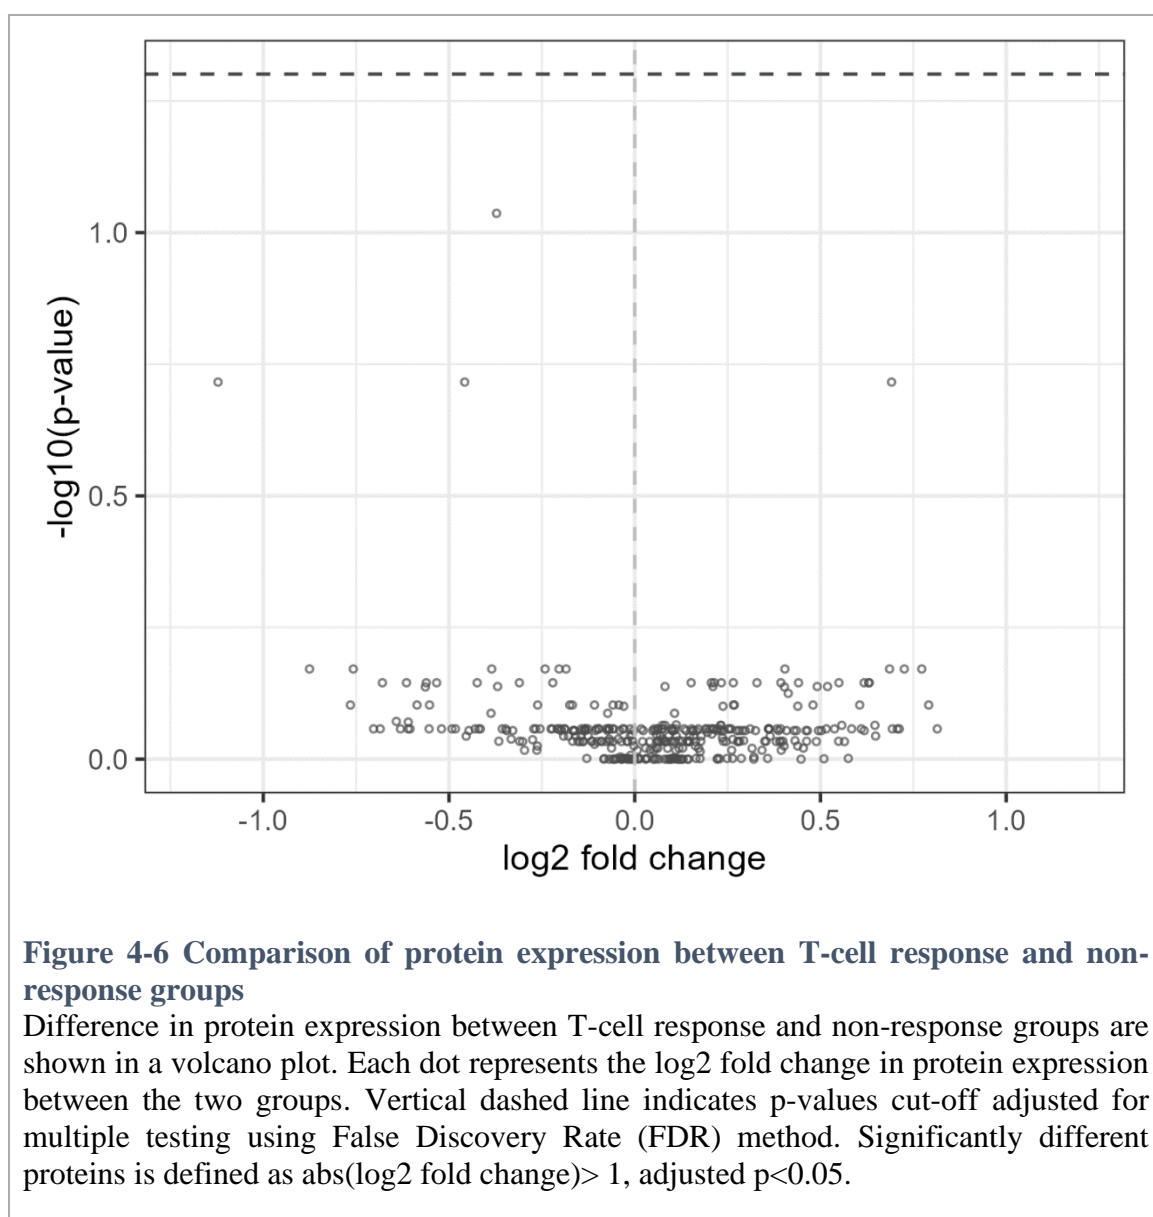 -log10(p-value)
1.0
0.5
0.0
-1.0 -0.5 0.0 0.5 1.0
log2 fold change
Figure 4-6 Comparison of protein expression between T-cell response and non-
response groups
Difference in protein expression between T-cell response and non-response groups are
shown in a volcano plot. Each dot represents the log2 fold change in protein expression
between the two groups. Vertical dashed line indicates p-values cut-off adjusted for
multiple testing using False Discovery Rate (FDR) method. Significantly different
proteins is defined as abs(log2 fold change)> 1, adjusted p<0.05.